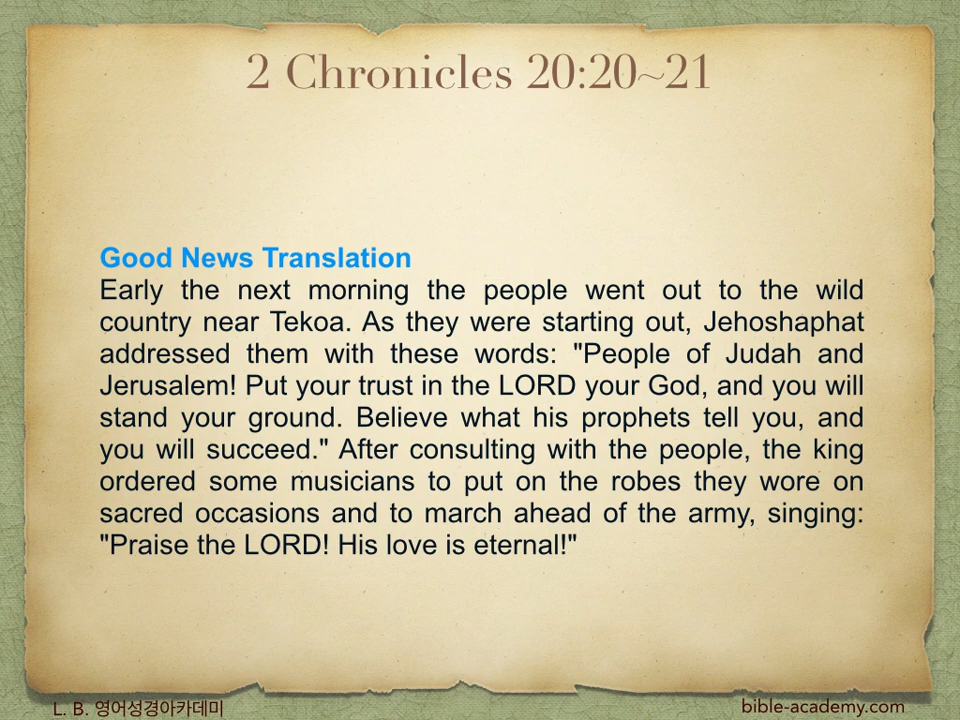 2 Chronicles 20:20~21
Good News Translation
Early the next morning the people went out to the wild
country near Tekoa. As they were starting out, Jehoshaphat
addressed them with these words: "People of Judah and
Jerusalem! Put your trust in the LORD your God, and you will
stand your ground. Believe what his prophets tell you, and
you will succeed." After consulting with the people, the king
ordered some musicians to put on the robes they wore on
sacred occasions and to march ahead of the army, singing:
"Praise the LORD! His love is eternal!"
L. B. 영어성경아카데미
bible-academy.com